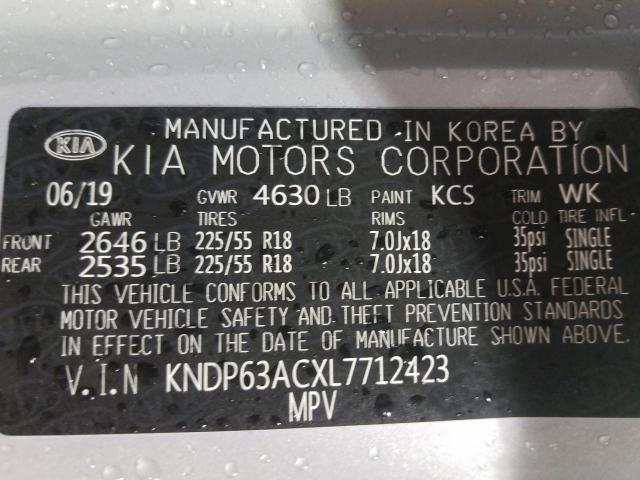 MANUFACTURED IN KOREA BY
KIA KIA MOTORS CORPORATION
06/19 GVWR 4630 LB PAINT KCS TRIM WK
GAWR TIRES RIMS COLD TIRE INFL.
FRONT 2646 LB 225/55 R18 7.0Jx18 35psi SINGLE
REAR 2535 LB 225/55 R18 7.0Jx18 35psi SINGLE
THIS VEHICLE CONFORMS TO ALL APPLICABLE U.S.A. FEDERAL
MOTOR VEHICLE SAFETY AND THEFT PREVENTION STANDARDS
IN EFFECT ON THE DATE OF MANUFACTURE SHOWN ABOVE.
V.I.N KNDP63ACXL7712423
MPV